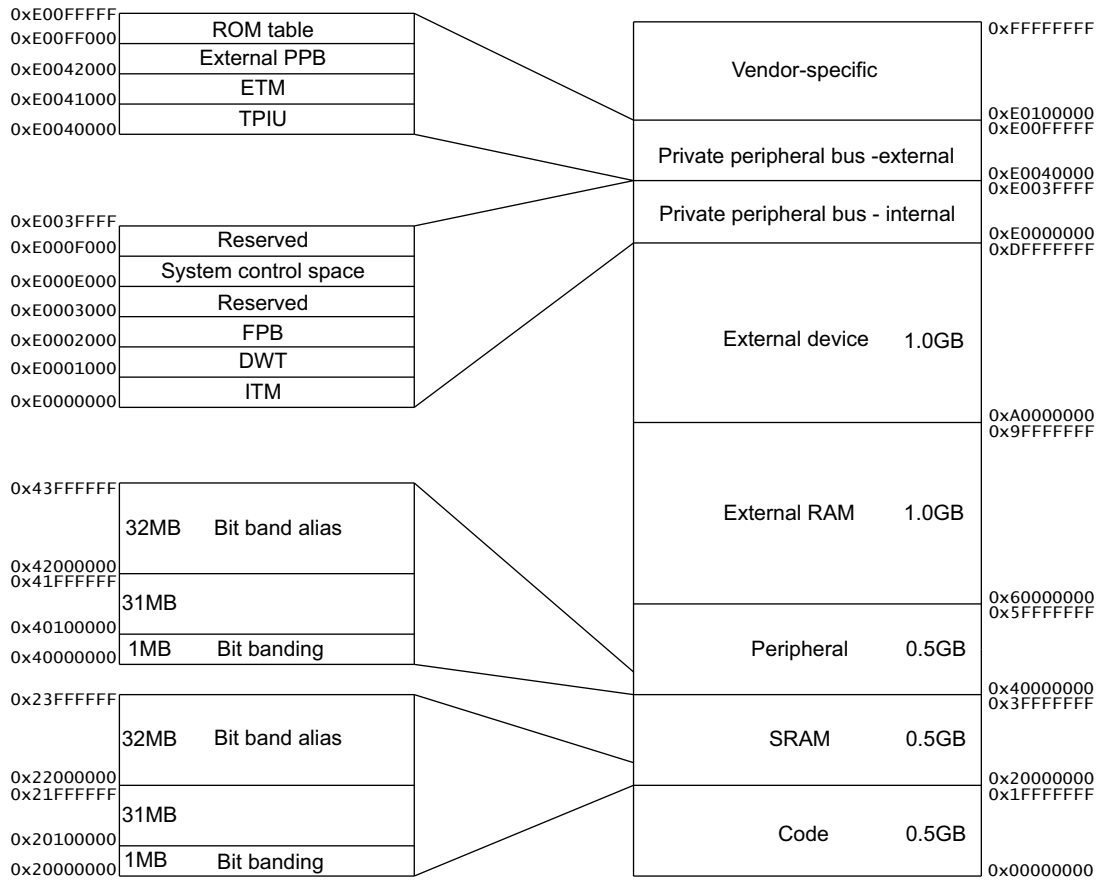 0xE00FFFFF
ROM table
0xE00FF000
External PPB
0xE0042000
ETM
0xE0041000
TPIU
0xE0040000
0xE003FFFF
Reserved
0xE000F000
System control space
0xE000E000
Reserved
0xE0003000
FPB
0xE0002000
DWT
0xE0001000
ITM
0xE0000000
0x43FFFFFF
32MB Bit band alias
0x42000000
0x41FFFFFF
31MB
0x40100000
1MB Bit banding
0x40000000
0x23FFFFFF
32MB Bit band alias
0x22000000
0x21FFFFFF
31MB
0x20100000
1MB Bit banding
0x20000000
0xFFFFFFFF
Vendor-specific
0xE0100000
0xE00FFFFF
Private peripheral bus -external
0xE0040000
0xE003FFFF
Private peripheral bus - internal
0xE0000000
0xDFFFFFFF
External device 1.0GB
0xA0000000
0x9FFFFFFF
External RAM 1.0GB
0x60000000
0x5FFFFFFF
Peripheral 0.5GB
0x40000000
0x3FFFFFFF
SRAM 0.5GB
0x20000000
0x1FFFFFFF
Code 0.5GB
0x00000000